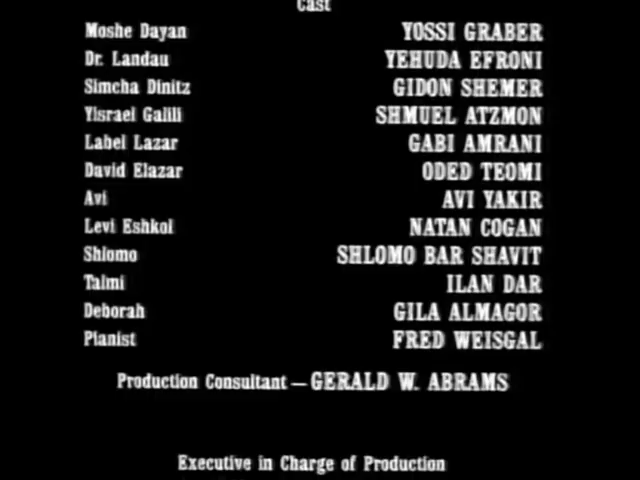 Cast
Moshe Dayan YOSSI GRABER
Dr. Landau YEHUDA EFRONI
Simcha Dinitz GIDON SHEMER
Yisrael Galili SHMUEL ATZMON
Label Lazar GABI AMRANI
David Elazar ODED TEOMI
Avi AVI YAKIR
Levi Eshkol NATAN COGAN
Shlomo SHLOMO BAR SHAVIT
Talmi ILAN DAR
Deborah GILA ALMAGOR
Pianist FRED WEISGAL
Production Consultant — GERALD W. ABRAMS
Executive in Charge of Production